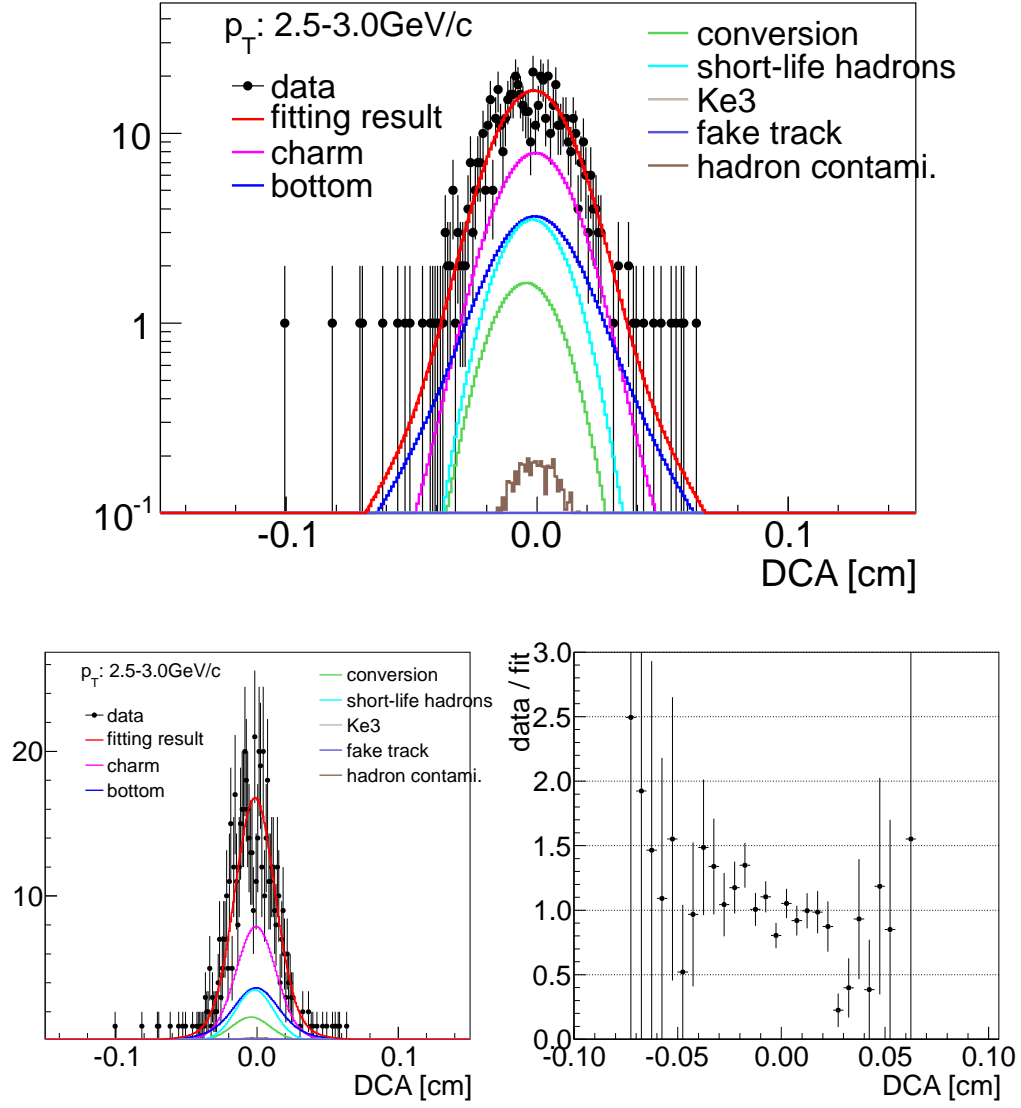 p_T: 2.5-3.0GeV/c
data
fitting result
charm
bottom
conversion
short-life hadrons
Ke3
fake track
hadron contami.
10
1
10^-1
-0.1 0.0 0.1
DCA [cm]
p_T: 2.5-3.0GeV/c
data
fitting result
charm
bottom
conversion
short-life hadrons
Ke3
fake track
hadron contami.
20
10
-0.1 0.0 0.1
DCA [cm]
data / fit
3.0
2.5
2.0
1.5
1.0
0.5
0.0
-0.10 -0.05 0.00 0.05 0.10
DCA [cm]